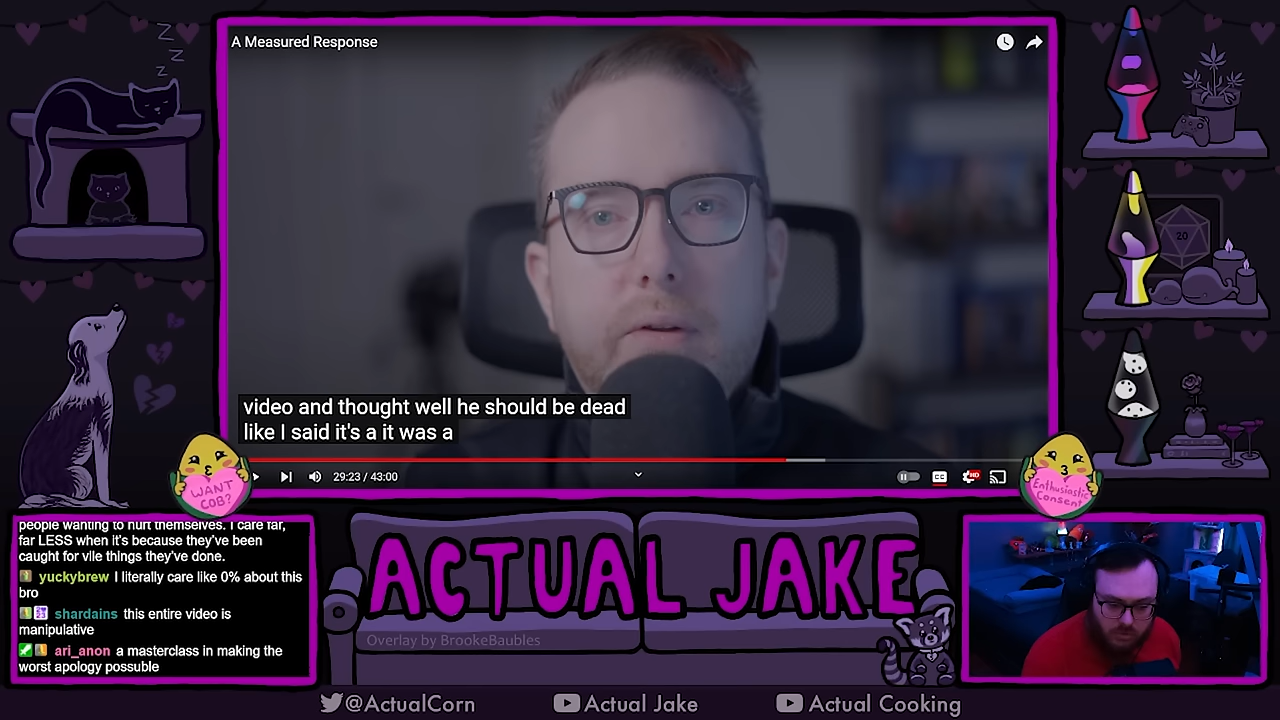 A Measured Response
Z
Z
Z
20
video and thought well he should be dead
like I said it's a it was a
29:23 / 43:00
CC
HD
WANT
COB?
Enthusiastic
Consent
people wanting to hurt themselves. I care far,
far LESS when it's because they've been
caught for vile things they've done.
yuckybrew I literally care like 0% about this
bro
shardains this entire video is
manipulative
ari_anon a masterclass in making the
worst apology possuble
ACTUAL JAKE
Overlay by BrookeBaubles
@ActualCorn
Actual Jake
Actual Cooking